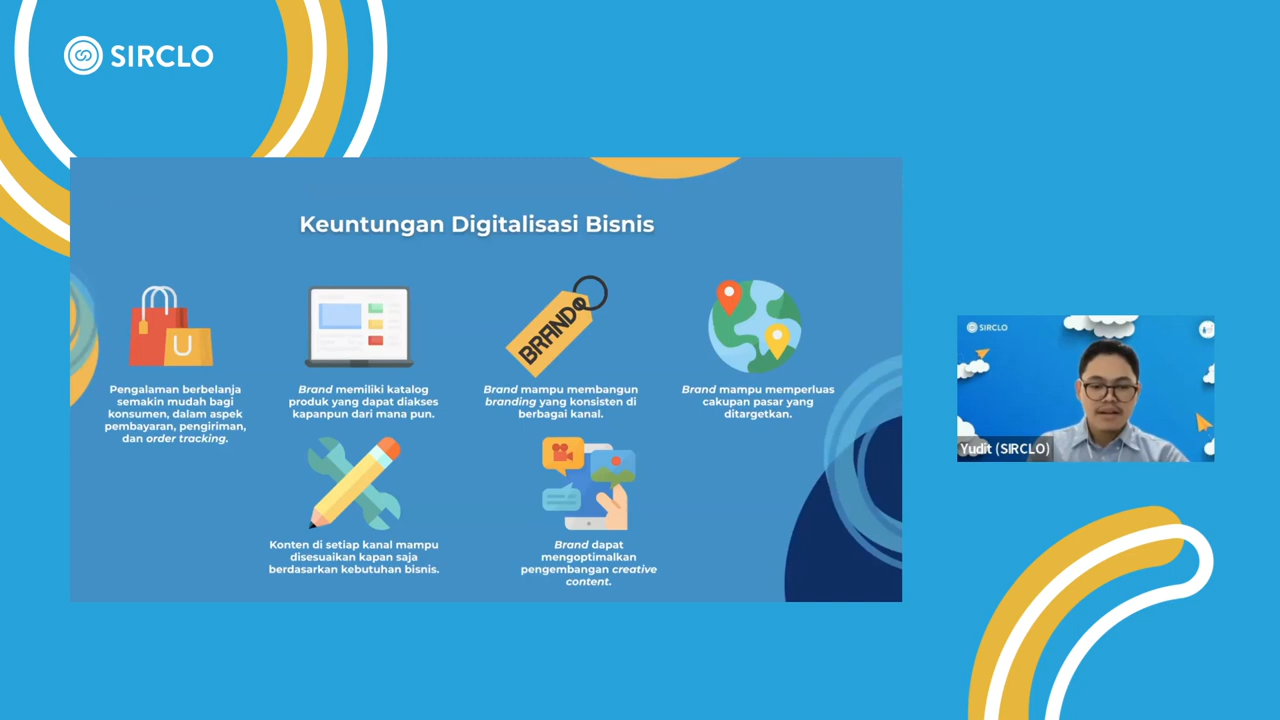 SIRCLO
Keuntungan Digitalisasi Bisnis
BRAND
Pengalaman berbelanja
semakin mudah bagi
konsumen, dalam aspek
pembayaran, pengiriman,
dan order tracking.
Brand memiliki katalog
produk yang dapat diakses
kapanpun dari mana pun.
Brand mampu membangun
branding yang konsisten di
berbagai kanal.
Brand mampu memperluas
cakupan pasar yang
ditargetkan.
Konten di setiap kanal mampu
disesuaikan kapan saja
berdasarkan kebutuhan bisnis.
Brand dapat
mengoptimalkan
pengembangan creative
content.
SIRCLO
Yudit (SIRCLO)